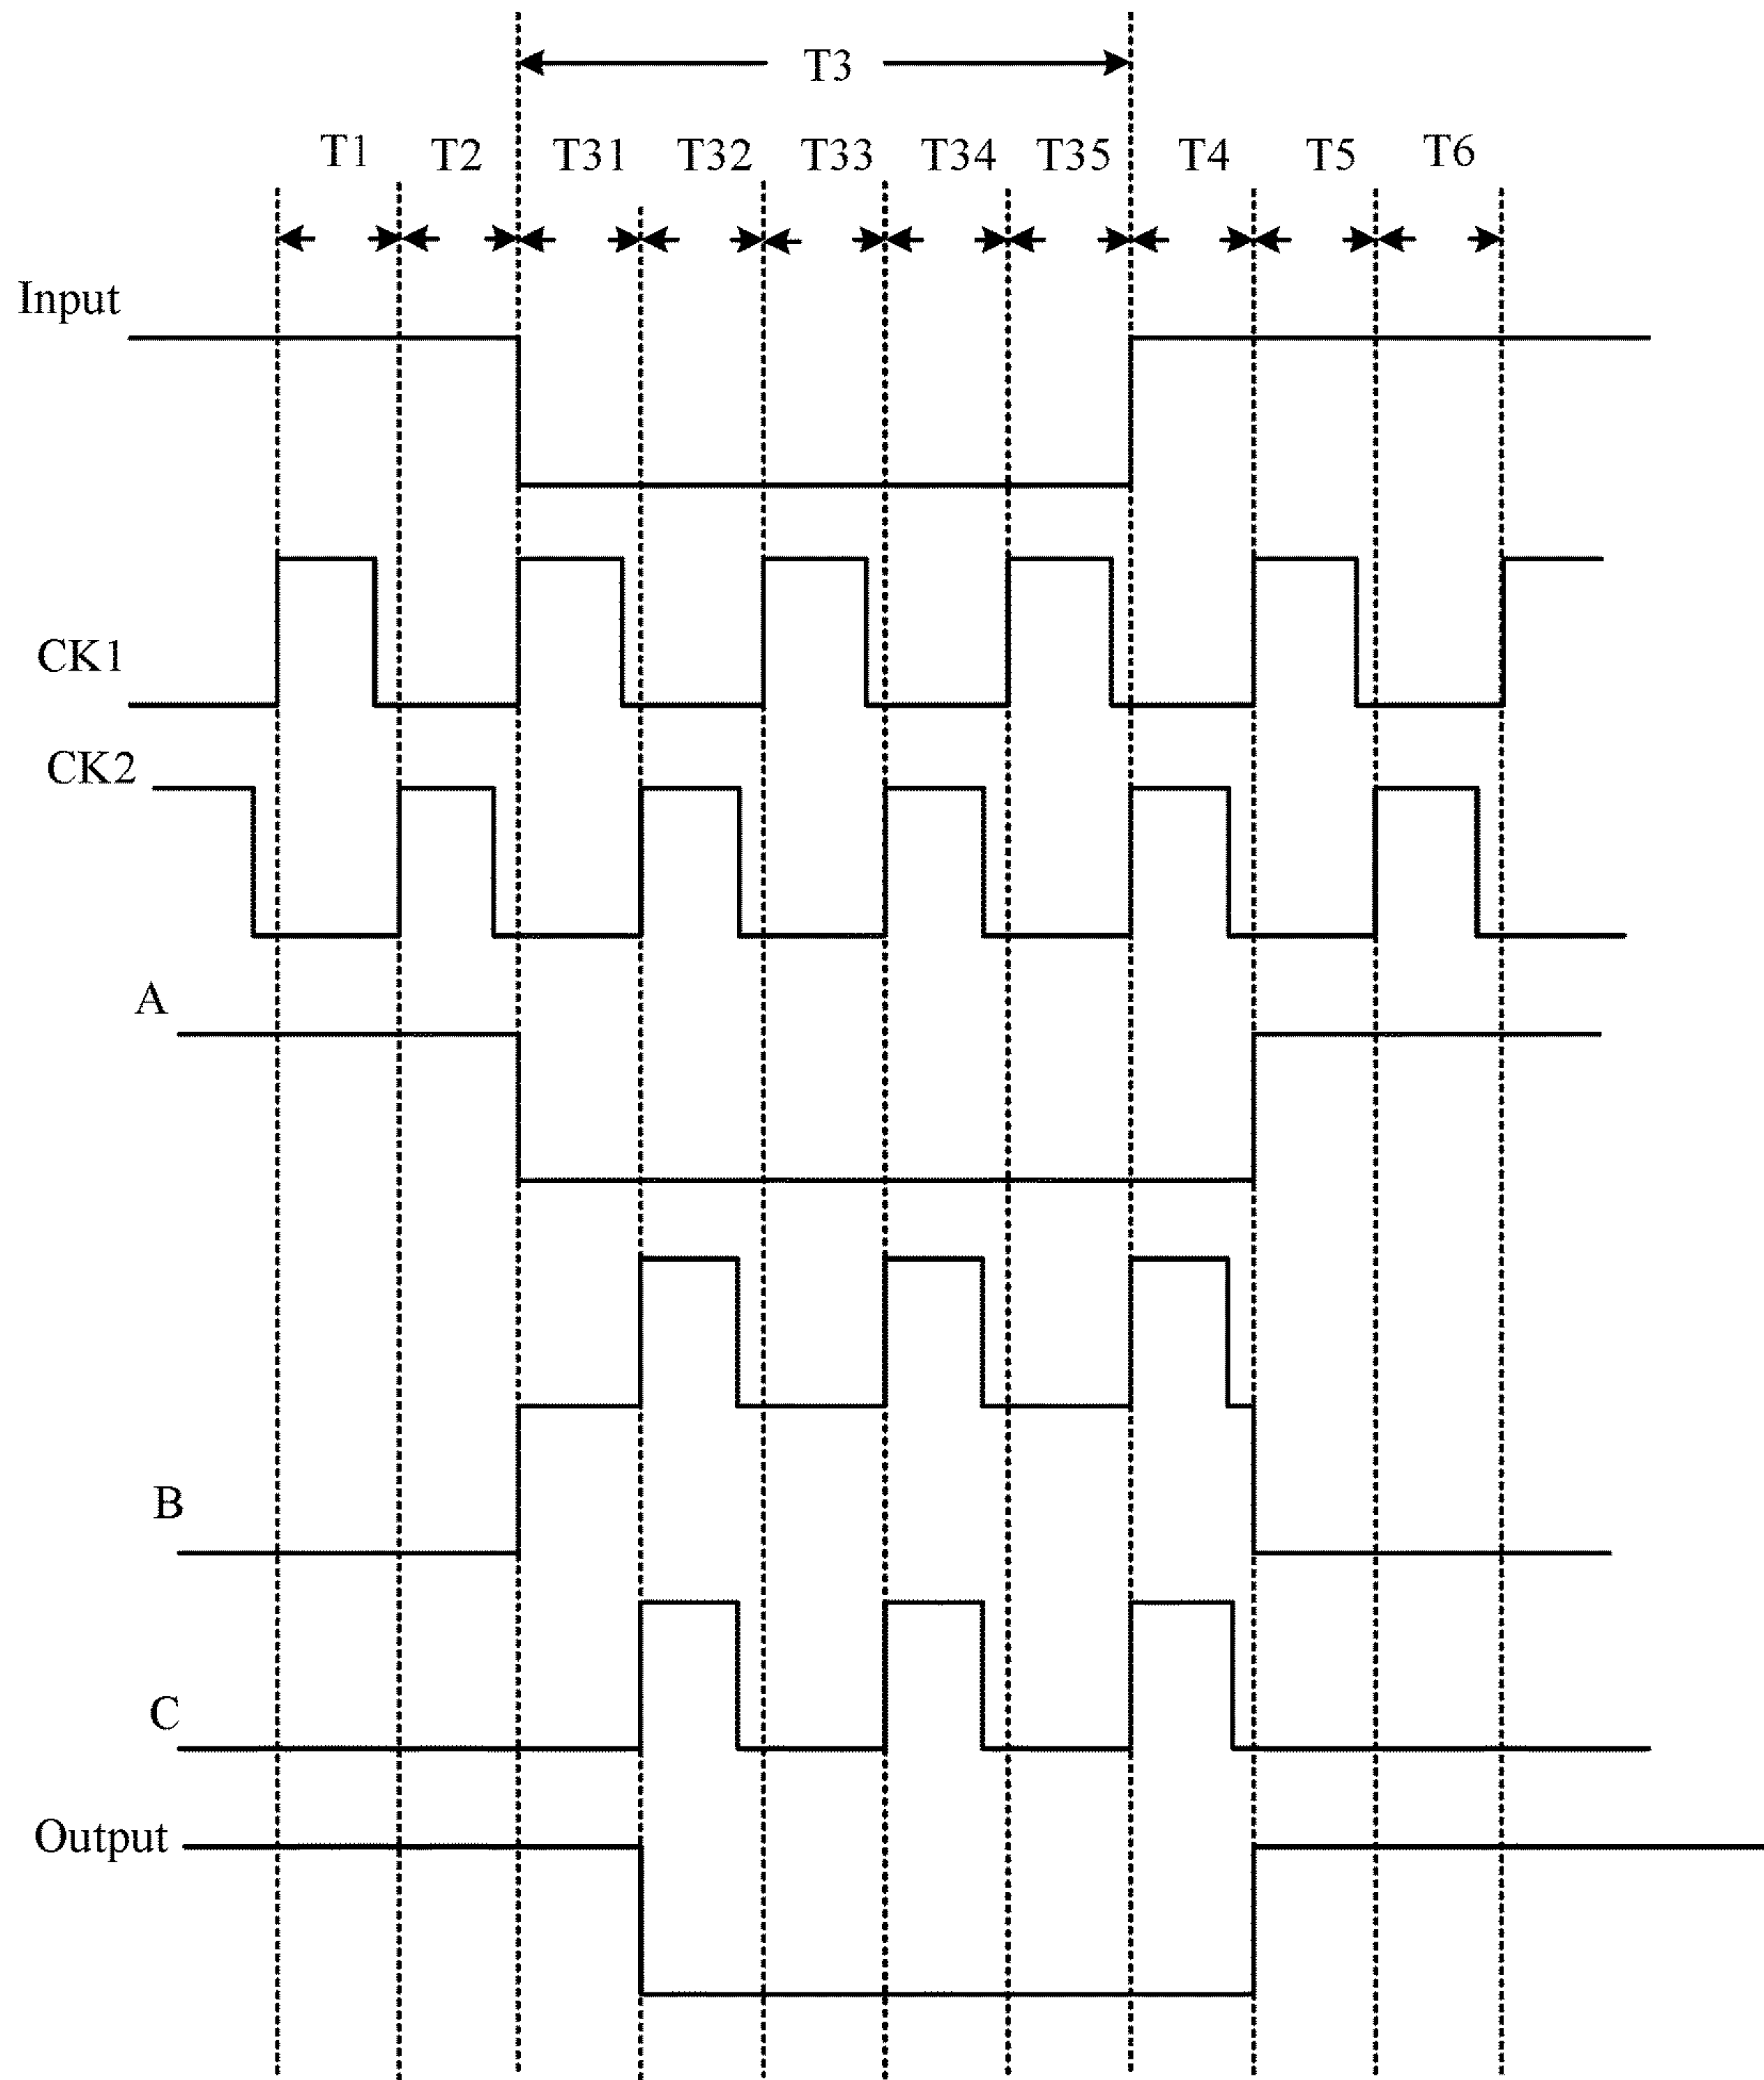 T3
T1 T2 T31 T32 T33 T34 T35 T4 T5 T6
Input
CK1
CK2
A
B
C
Output